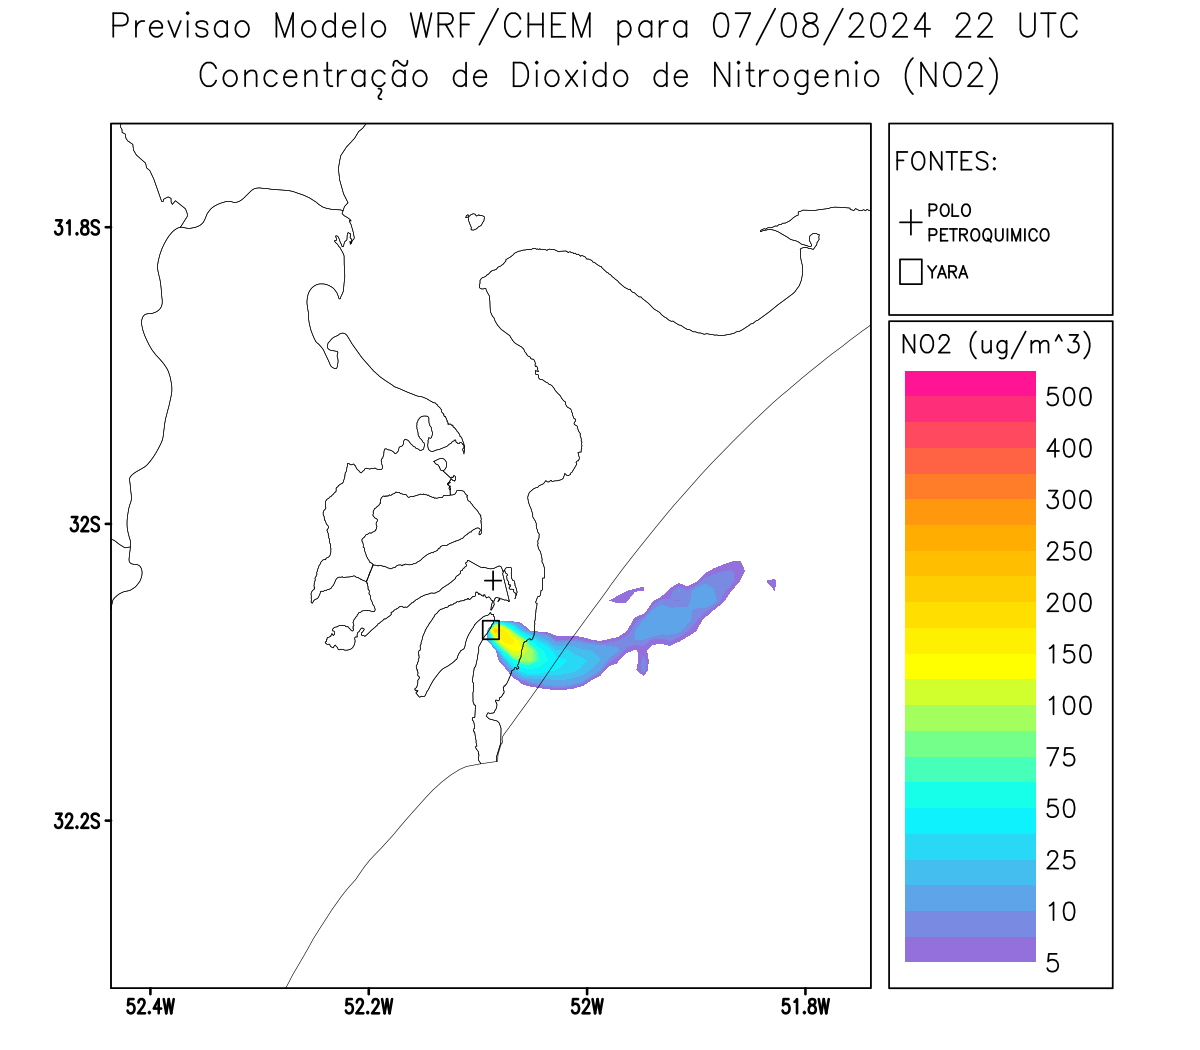 Previsao Modelo WRF/CHEM para 07/08/2024 22 UTC
Concentração de Dioxido de Nitrogenio (NO2)
FONTES:
POLO
PETROQUIMICO
YARA
NO2 (ug/m^3)
500
400
300
250
200
150
100
75
50
25
10
5
31.8S
32S
32.2S
52.4W
52.2W
52W
51.8W